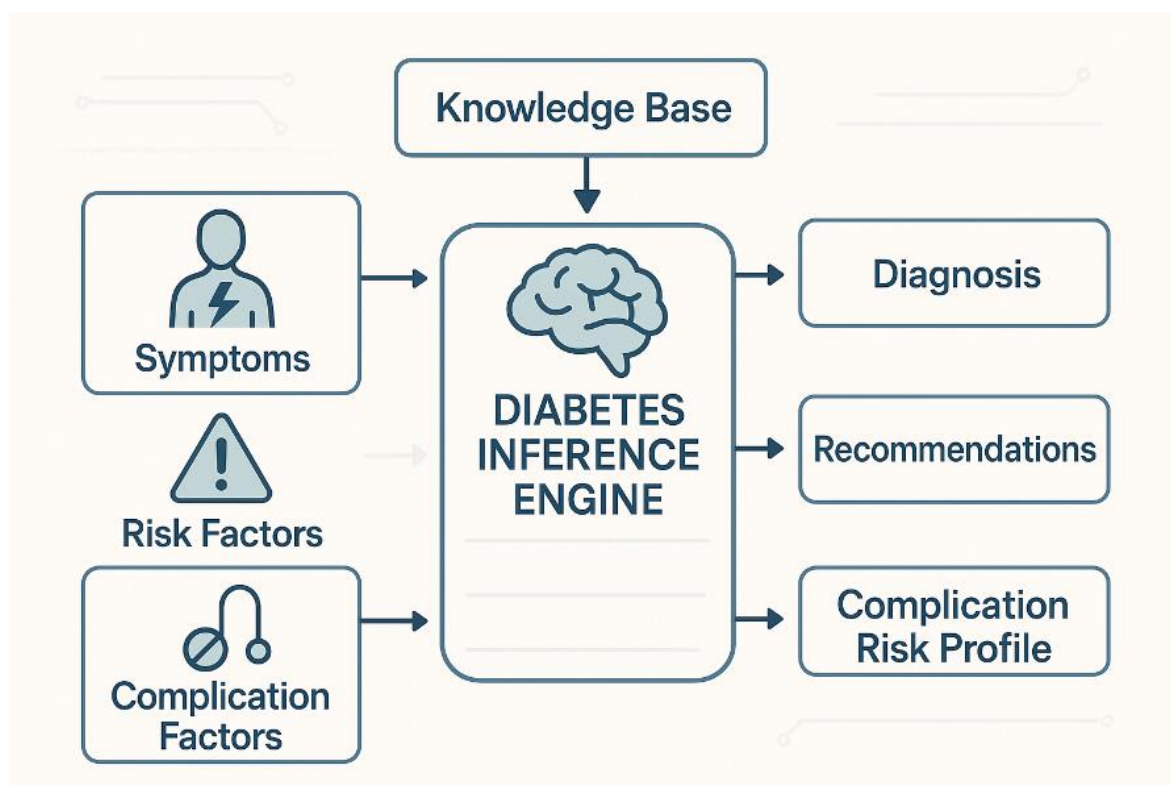 Knowledge Base
Symptoms
Risk Factors
Complication
Factors
DIABETES
INFERENCE
ENGINE
Diagnosis
Recommendations
Complication
Risk Profile